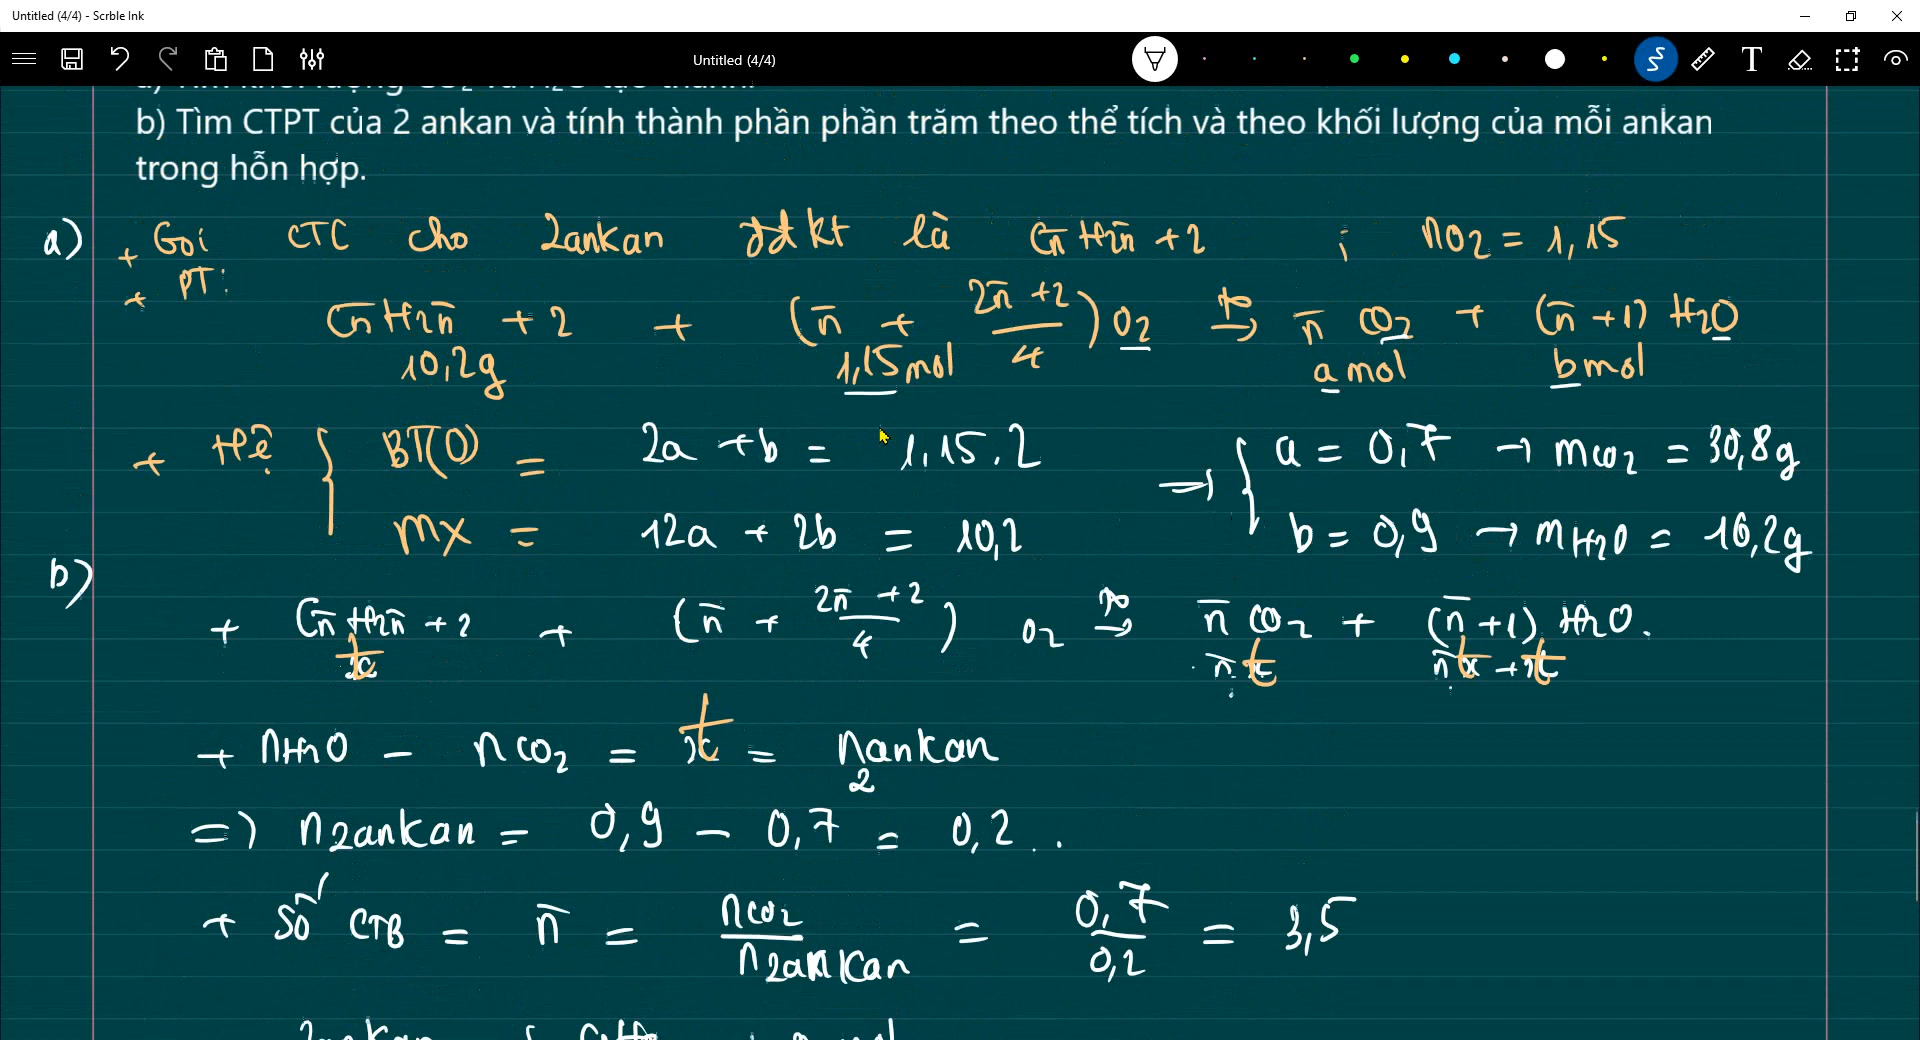 Untitled (4/4) - Scrble Ink
Untitled (4/4)
T
b) Tìm CTPT của 2 ankan và tính thành phần phần trăm theo thể tích và theo khối lượng của mỗi ankan
trong hỗn hợp.
a) + Gọi CTC cho 2ankan đđkt là Cn̄H2n̄+2 ; nO2 = 1,15
+ PT:
Cn̄H2n̄+2 + (n̄ + (2n̄+2)/4) O2 t° → n̄ CO2 + (n̄+1) H2O
10,2g 1,15mol a mol b mol
+ Hệ { BT(O) = 2a + b = 1,15.2 ⇒ { a = 0,7 → mCO2 = 30,8g
mX = 12a + 2b = 10,2 b = 0,9 → mH2O = 16,2g
b)
+ Cn̄H2n̄+2 + (n̄ + (2n̄+2)/4) O2 t° → n̄ CO2 + (n̄+1) H2O.
t n̄ t n̄ t + t
+ nH2O - nCO2 = t = n2ankan
=> n2ankan = 0,9 - 0,7 = 0,2 ..
+ Số CTB = n̄ = nCO2/n2ankan = 0,7/0,2 = 3,5
2ankan